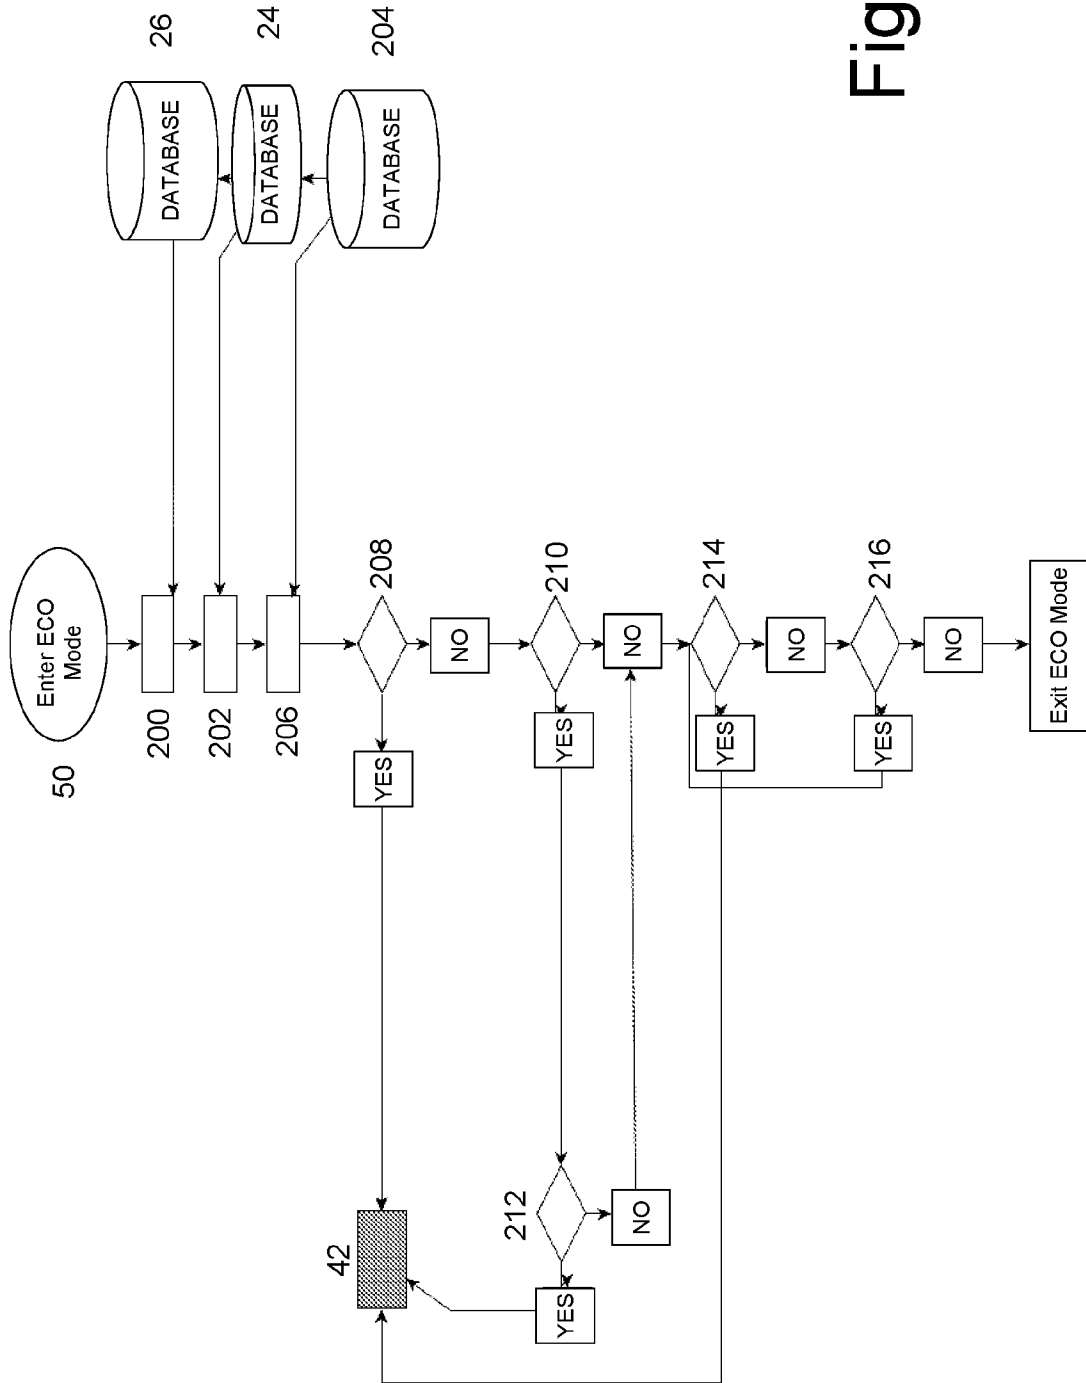 50
Enter ECO
Mode
200
202
206
26
DATABASE
24
DATABASE
204
DATABASE
208
YES
NO
42
210
YES
NO
212
YES
NO
214
YES
NO
216
YES
NO
Exit ECO Mode
Fig